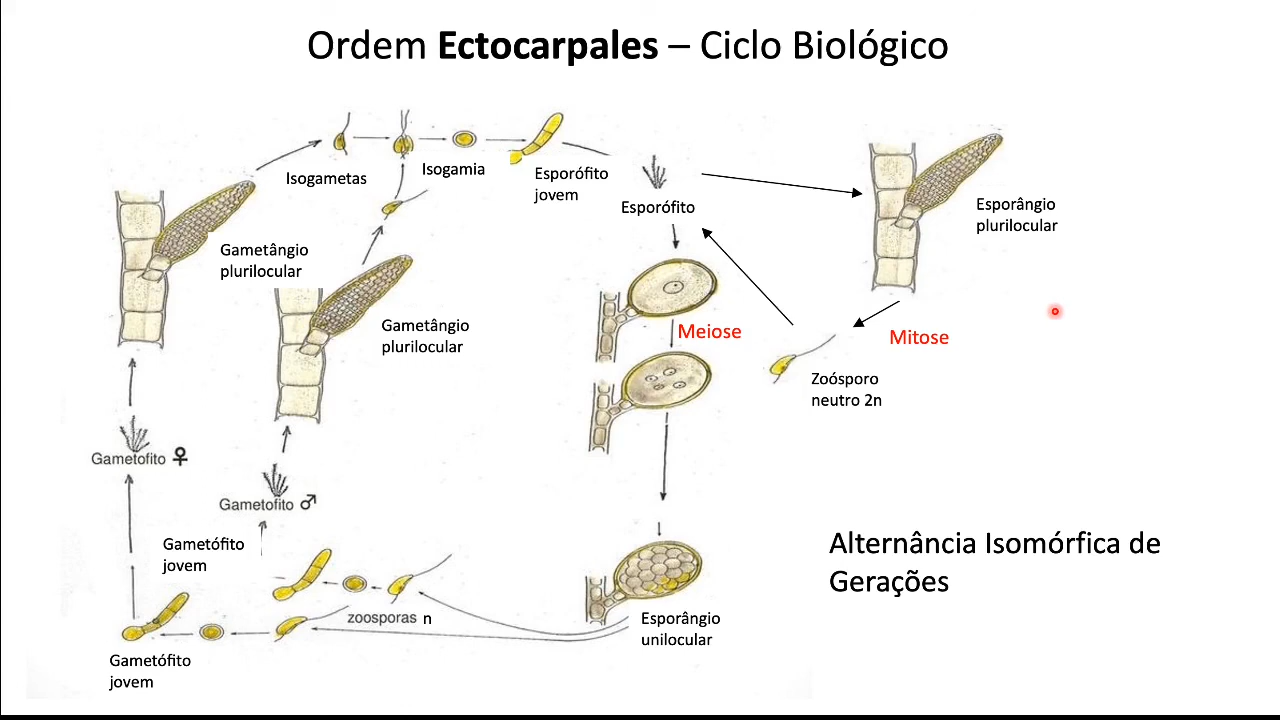 Ordem Ectocarpales – Ciclo Biológico
Isogametas
Isogamia
Esporófito
jovem
Esporófito
Esporângio
plurilocular
Gametângio
plurilocular
Gametângio
plurilocular
Meiose
Mitose
Zoósporo
neutro 2n
Gametofito ♀
Gametofito ♂
Gametófito
jovem
Alternância Isomórfica de
Gerações
zoosporas n
Esporângio
unilocular
Gametófito
jovem